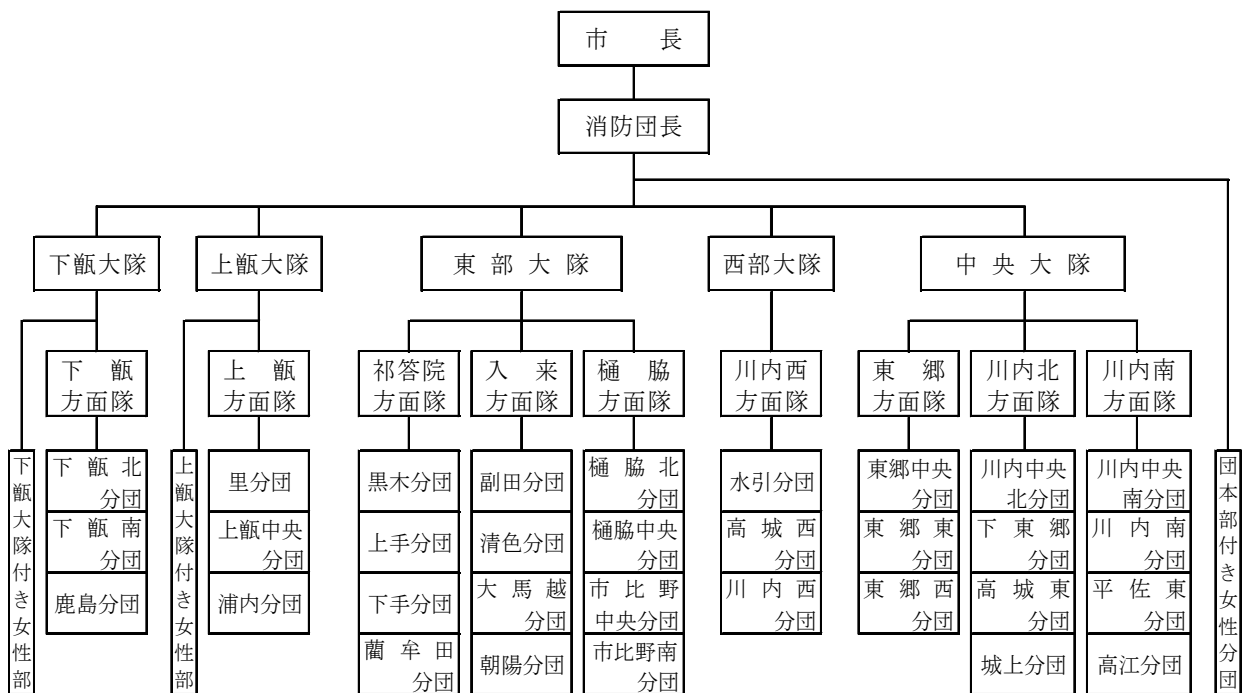 市　長
消防団長
下甑大隊
上甑大隊
東部大隊
西部大隊
中央大隊
下甑
方面隊
上甑
方面隊
祁答院
方面隊
入来
方面隊
樋脇
方面隊
川内西
方面隊
東郷
方面隊
川内北
方面隊
川内南
方面隊
下甑大隊付き女性部
下甑北
分団
下甑南
分団
鹿島分団
上甑大隊付き女性部
里分団
上甑中央
分団
浦内分団
黒木分団
上手分団
下手分団
藺牟田
分団
副田分団
清色分団
大馬越
分団
朝陽分団
樋脇北
分団
樋脇中央
分団
市比野
中央分団
市比野南
分団
水引分団
高城西
分団
川内西
分団
東郷中央
分団
東郷東
分団
東郷西
分団
川内中央
北分団
下東郷
分団
高城東
分団
城上分団
川内中央
南分団
川内南
分団
平佐東
分団
高江分団
団本部付き女性分団